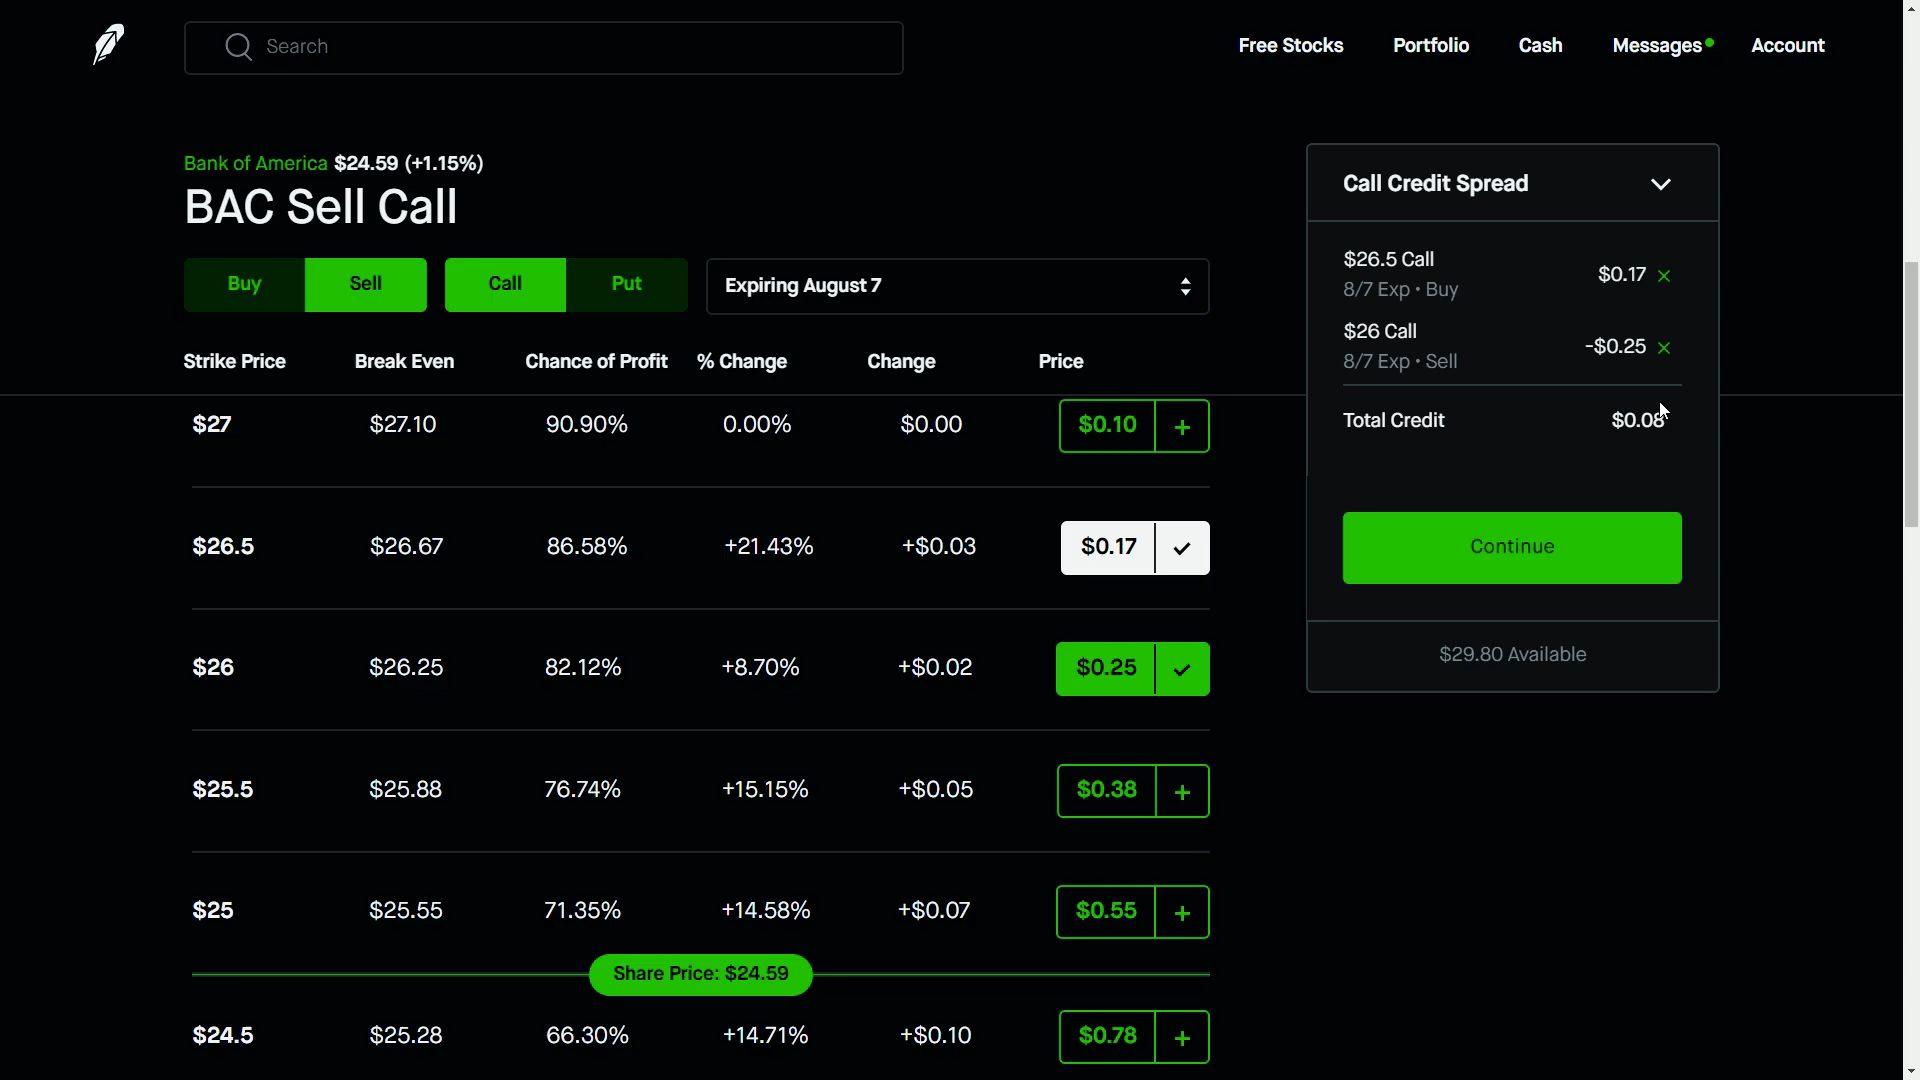 Search
Free Stocks Portfolio Cash Messages Account
Bank of America $24.59 (+1.15%)
BAC Sell Call
Buy Sell Call Put Expiring August 7
Strike Price Break Even Chance of Profit % Change Change Price
$27 $27.10 90.90% 0.00% $0.00 $0.10 +
$26.5 $26.67 86.58% +21.43% +$0.03 $0.17
$26 $26.25 82.12% +8.70% +$0.02 $0.25
$25.5 $25.88 76.74% +15.15% +$0.05 $0.38 +
$25 $25.55 71.35% +14.58% +$0.07 $0.55 +
Share Price: $24.59
$24.5 $25.28 66.30% +14.71% +$0.10 $0.78 +
Call Credit Spread
$26.5 Call
8/7 Exp • Buy
$0.17
$26 Call
8/7 Exp • Sell
-$0.25
Total Credit $0.08
Continue
$29.80 Available